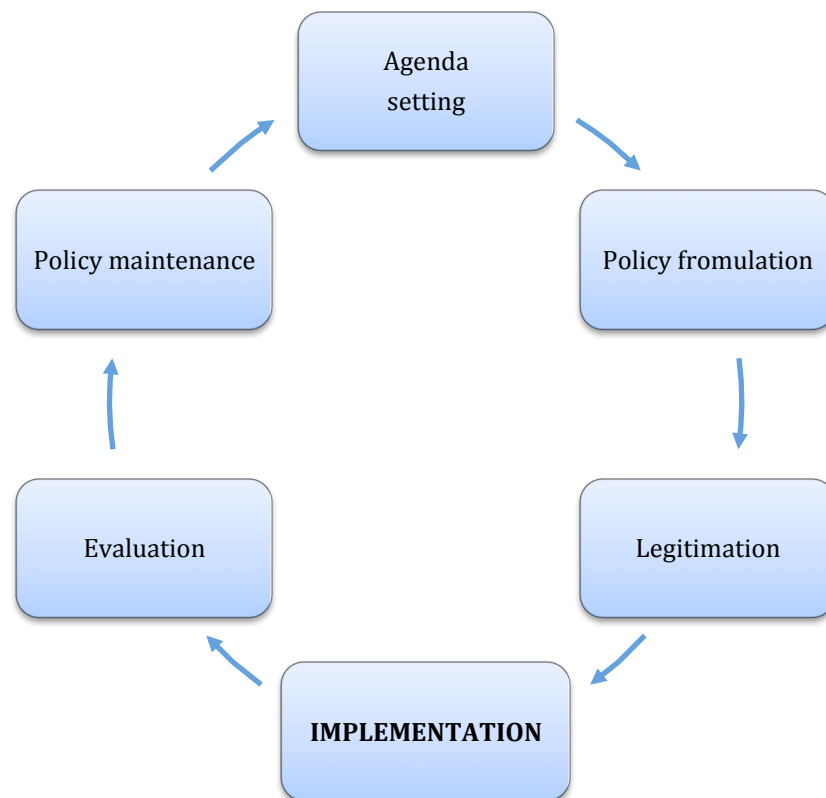 Agenda
setting
Policy maintenance
Policy fromulation
Evaluation
Legitimation
IMPLEMENTATION